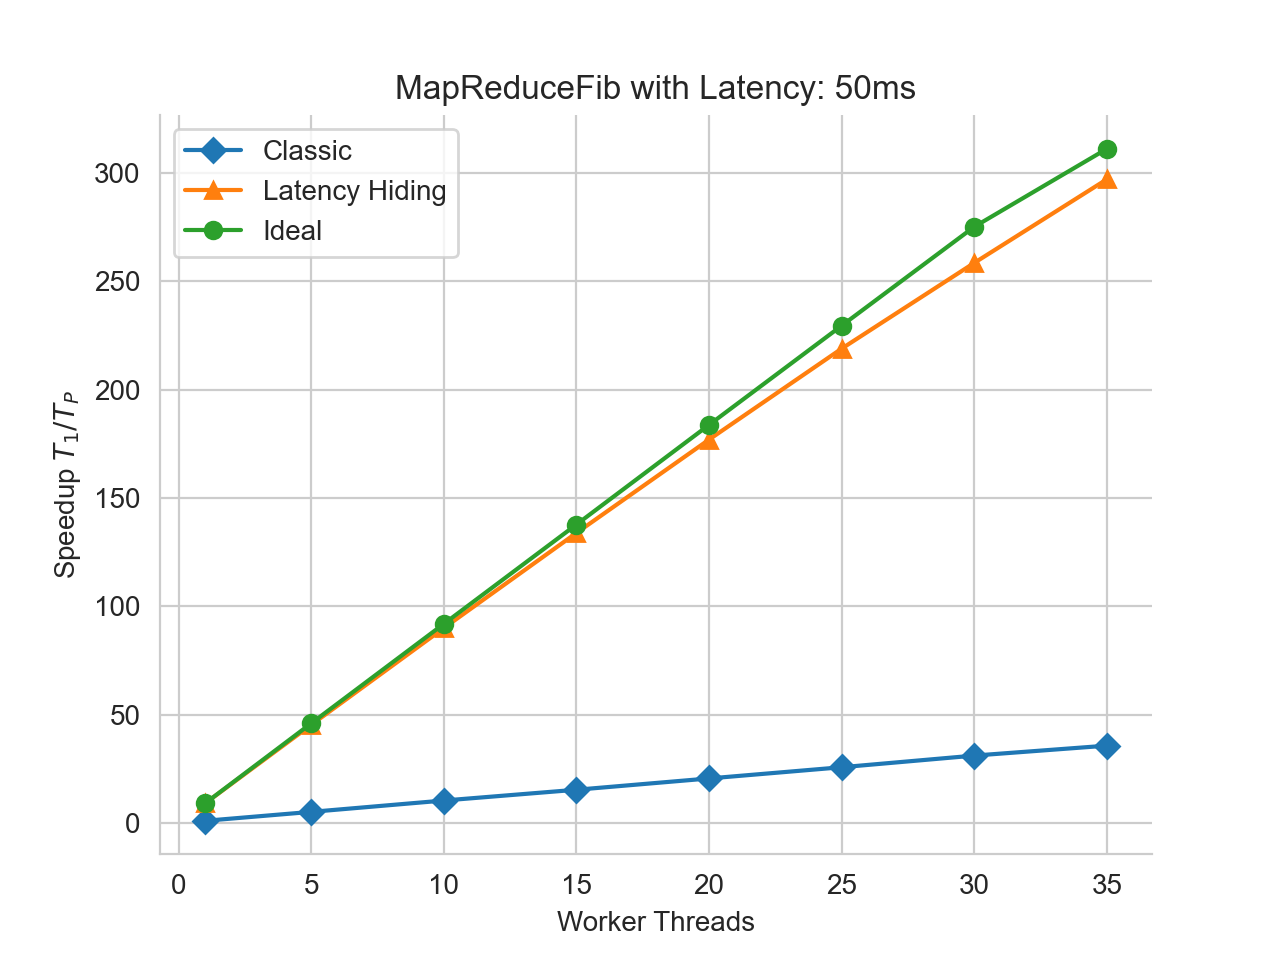 MapReduceFib with Latency: 50ms
Classic
Latency Hiding
Ideal
300
250
200
150
100
50
0
Speedup T₁/T_P
0 5 10 15 20 25 30 35
Worker Threads